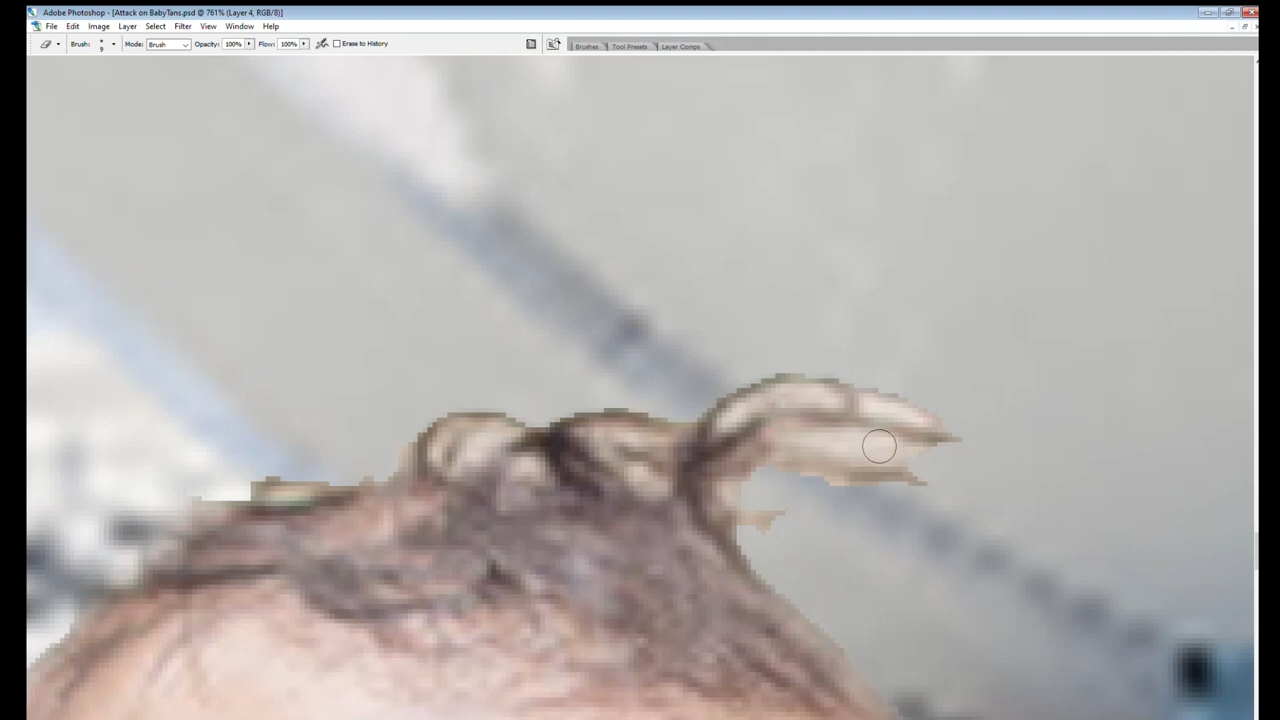 Adobe Photoshop - [Attack on BabyTans.psd @ 761% (Layer 4, RGB/8)]
File Edit Image Layer Select Filter View Window Help
Brush: 9 Mode: Brush Opacity: 100% Flow: 100% Erase to History Brushes Tool Presets Layer Comps